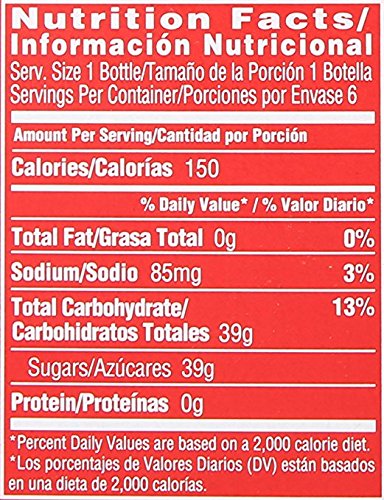 Nutrition Facts/
Información Nutricional
Serv. Size 1 Bottle/Tamaño de la Porción 1 Botella
Servings Per Container/Porciones por Envase 6
Amount Per Serving/Cantidad por Porción
Calories/Calorías 150
% Daily Value* / % Valor Diario*
Total Fat/Grasa Total 0g 0%
Sodium/Sodio 85mg 3%
Total Carbohydrate/ 13%
Carbohidratos Totales 39g
Sugars/Azúcares 39g
Protein/Proteínas 0g
*Percent Daily Values are based on a 2,000 calorie diet.
*Los porcentajes de Valores Diarios (DV) están basados
en una dieta de 2,000 calorías.